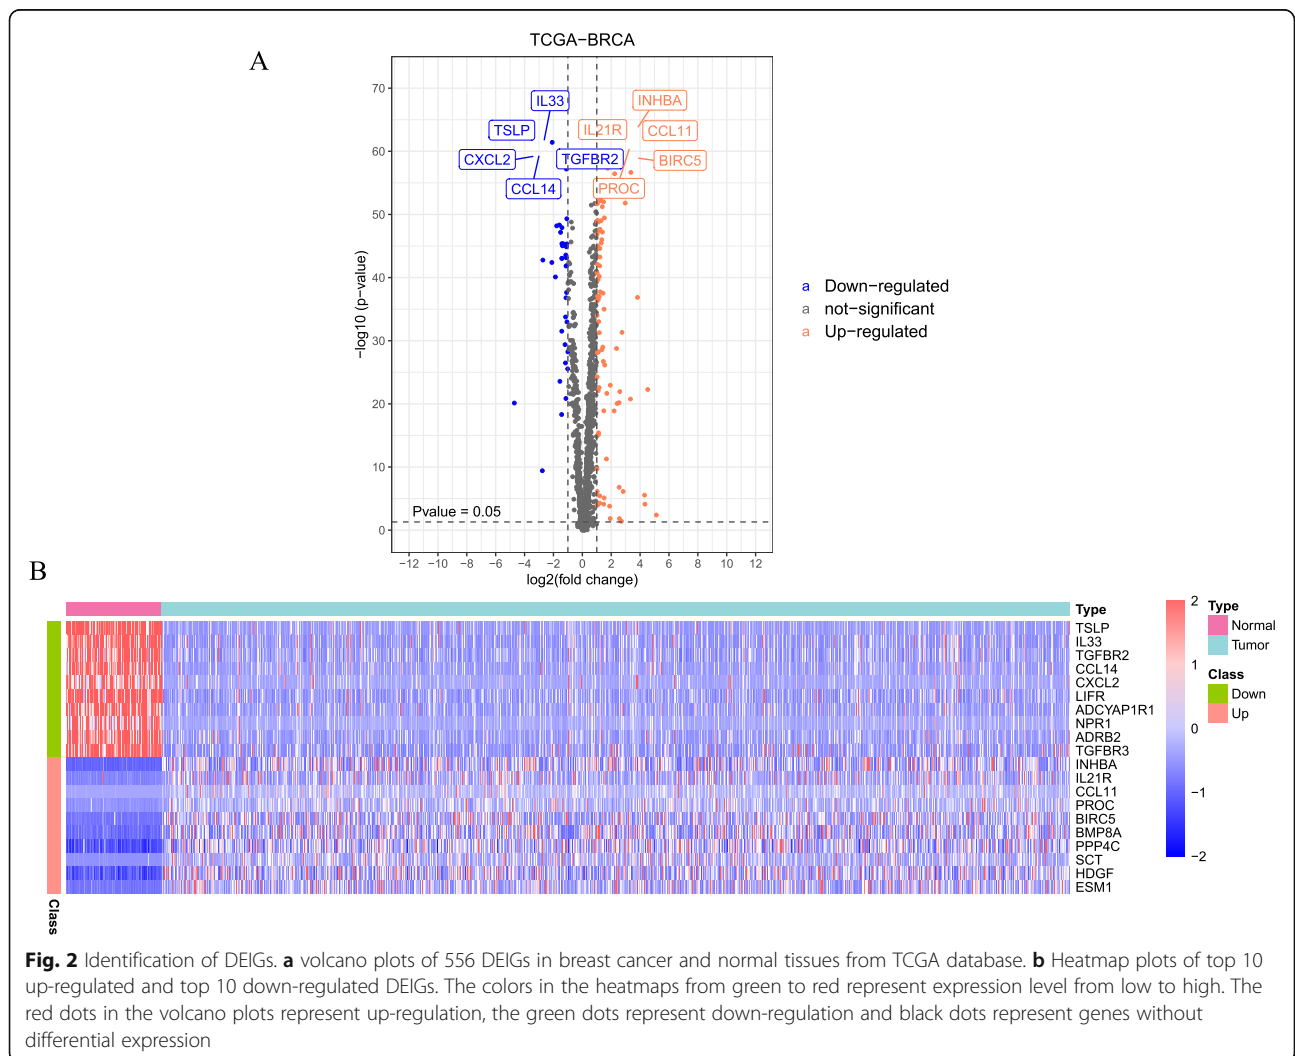 A
TCGA−BRCA
70
60
50
40
30
20
10
0
−log10 (p−value)
IL33
INHBA
TSLP
IL21R
CCL11
CXCL2
TGFBR2
BIRC5
CCL14
PROC
Pvalue = 0.05
−12 −10 −8 −6 −4 −2 0 2 4 6 8 10 12
log2(fold change)
a Down−regulated
a not−significant
a Up−regulated
B
Type
TSLP
IL33
TGFBR2
CCL14
CXCL2
LIFR
ADCYAP1R1
NPR1
ADRB2
TGFBR3
INHBA
IL21R
CCL11
PROC
BIRC5
BMP8A
PPP4C
SCT
HDGF
ESM1
Class
2
1
0
−1
−2
Type
Normal
Tumor
Class
Down
Up
Fig. 2 Identification of DEIGs. a volcano plots of 556 DEIGs in breast cancer and normal tissues from TCGA database. b Heatmap plots of top 10
up-regulated and top 10 down-regulated DEIGs. The colors in the heatmaps from green to red represent expression level from low to high. The
red dots in the volcano plots represent up-regulation, the green dots represent down-regulation and black dots represent genes without
differential expression